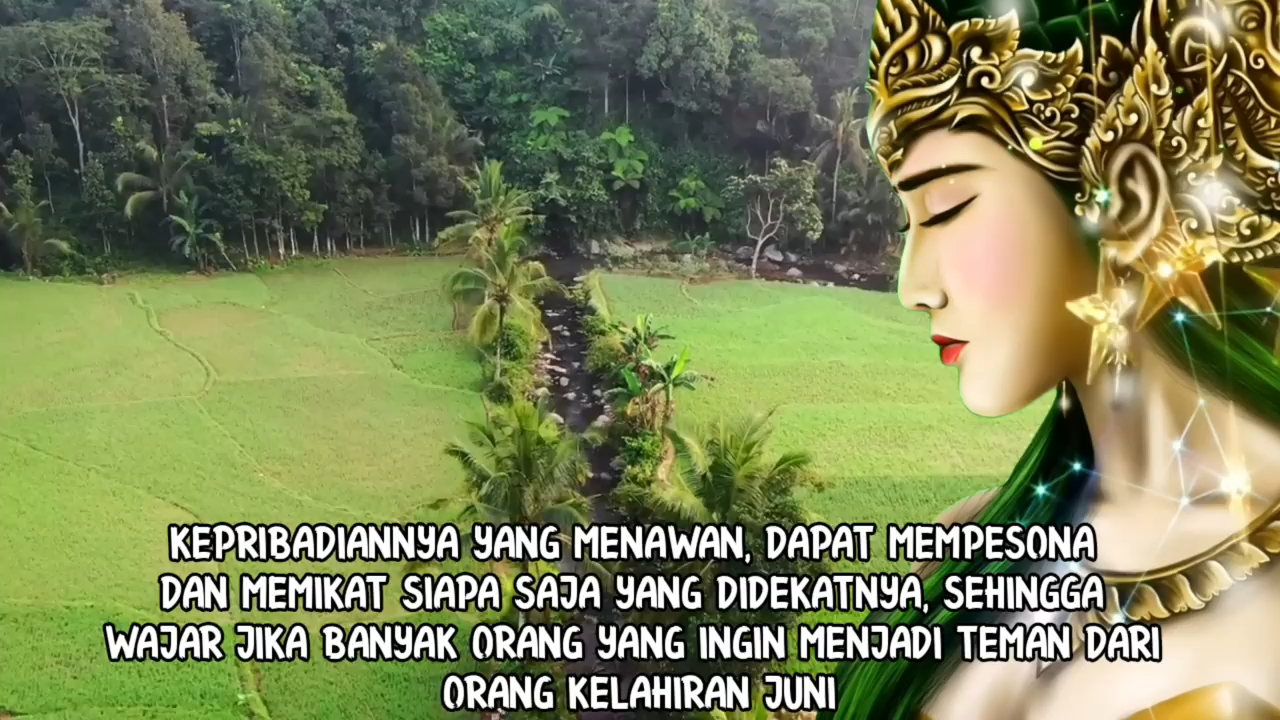 KEPRIBADIANNYA YANG MENAWAN, DAPAT MEMPESONA
DAN MEMIKAT SIAPA SAJA YANG DIDEKATNYA, SEHINGGA
WAJAR JIKA BANYAK ORANG YANG INGIN MENJADI TEMAN DARI
ORANG KELAHIRAN JUNI